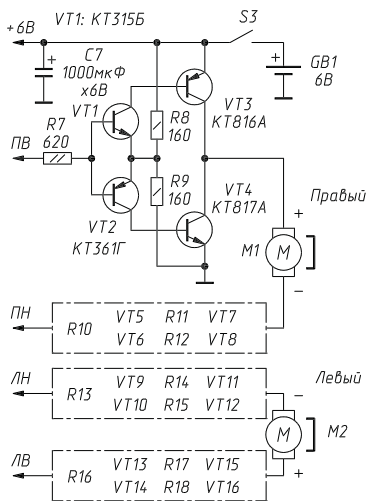 +6В VT1: КТ315Б S3
+ С7 1000мкФ х6В
+ GB1 6В
VT1 VT3 КТ816А
R7 620 R8 160
ПВ
R9 160
VT2 КТ361Г
VT4 КТ817А
Правый
+
M1 M
−
ПН R10 VT5 R11 VT7
VT6 R12 VT8
Левый
ЛН R13 VT9 R14 VT11
VT10 R15 VT12
−
M M2
+
ЛВ R16 VT13 R17 VT15
VT14 R18 VT16